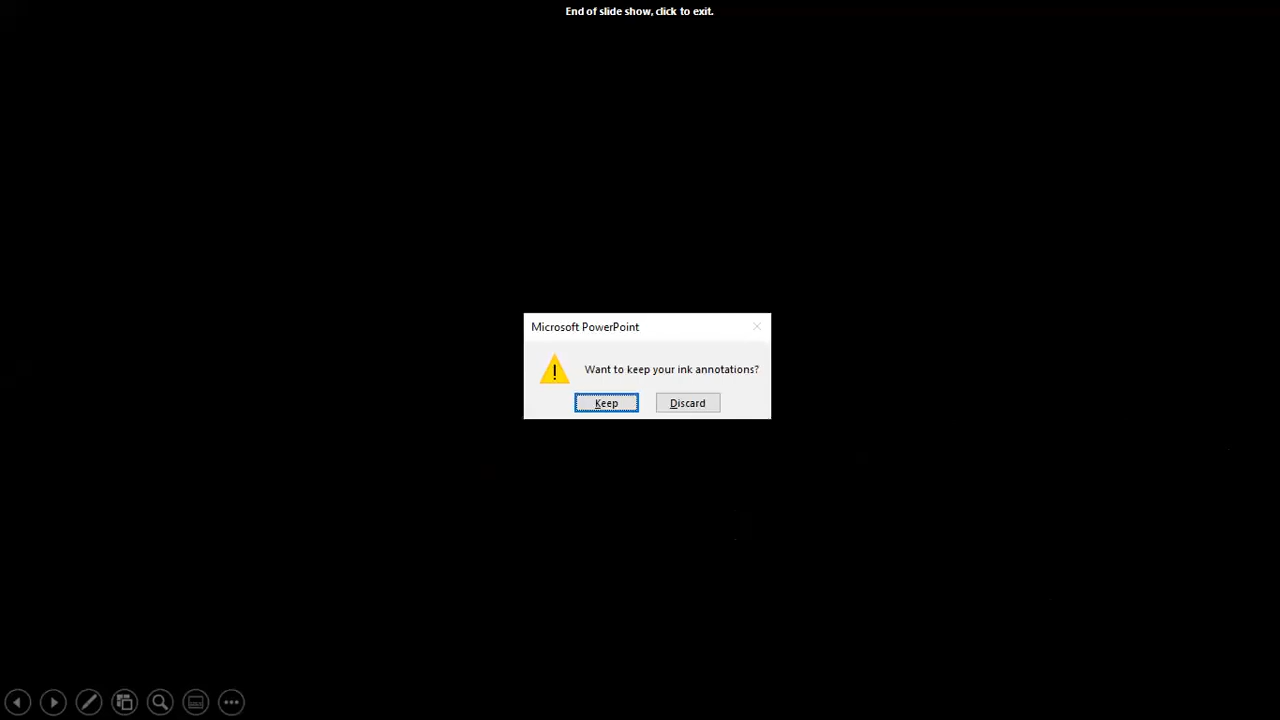 End of slide show, click to exit.
Microsoft PowerPoint
Want to keep your ink annotations?
Keep
Discard